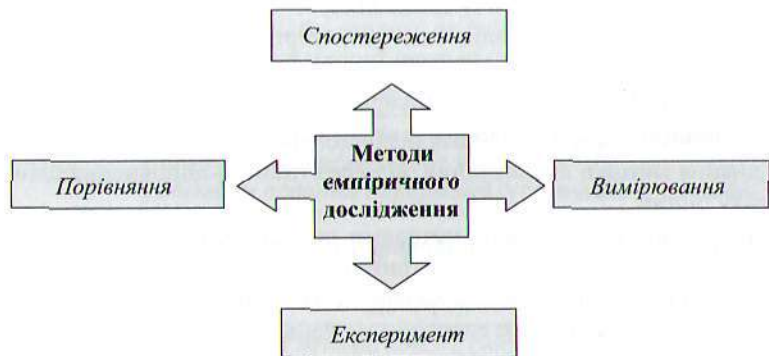 Спостереження
Методи
емпіричного
дослідження
Порівняння
Вимірювання
Експеримент